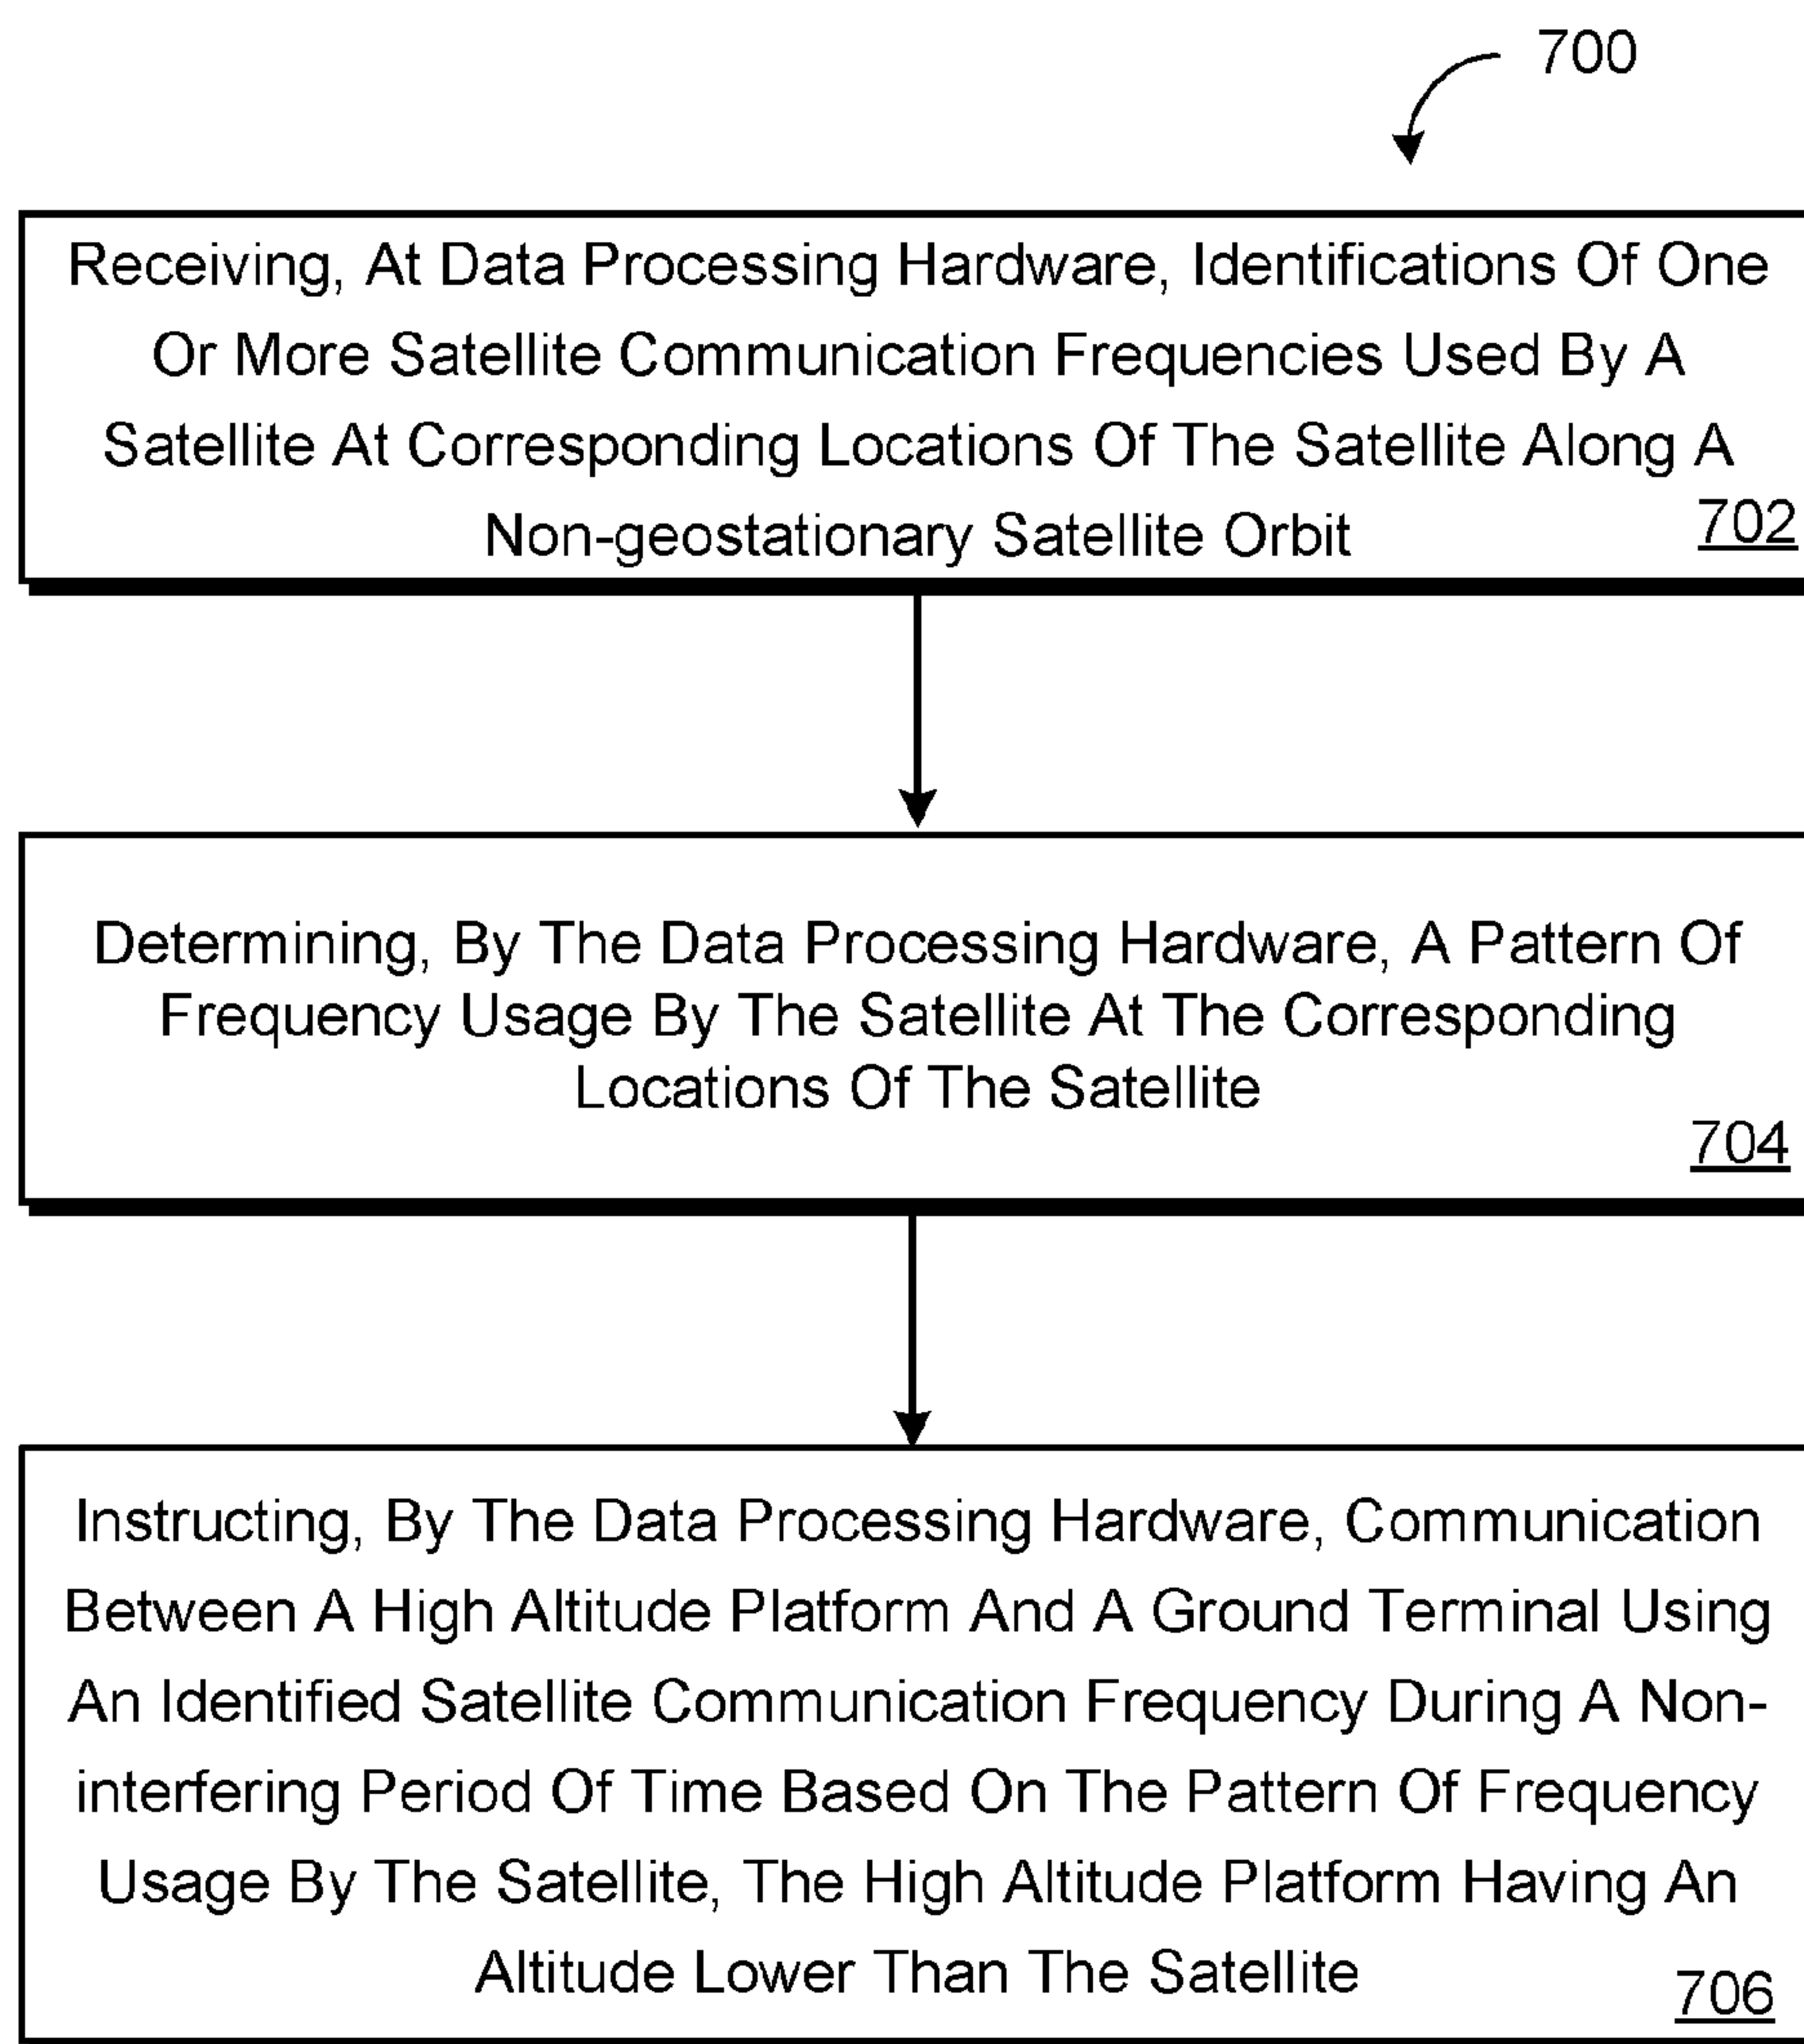 700
Receiving, At Data Processing Hardware, Identifications Of One
Or More Satellite Communication Frequencies Used By A
Satellite At Corresponding Locations Of The Satellite Along A
Non-geostationary Satellite Orbit
702
Determining, By The Data Processing Hardware, A Pattern Of
Frequency Usage By The Satellite At The Corresponding
Locations Of The Satellite
704
Instructing, By The Data Processing Hardware, Communication
Between A High Altitude Platform And A Ground Terminal Using
An Identified Satellite Communication Frequency During A Non-
interfering Period Of Time Based On The Pattern Of Frequency
Usage By The Satellite, The High Altitude Platform Having An
Altitude Lower Than The Satellite
706